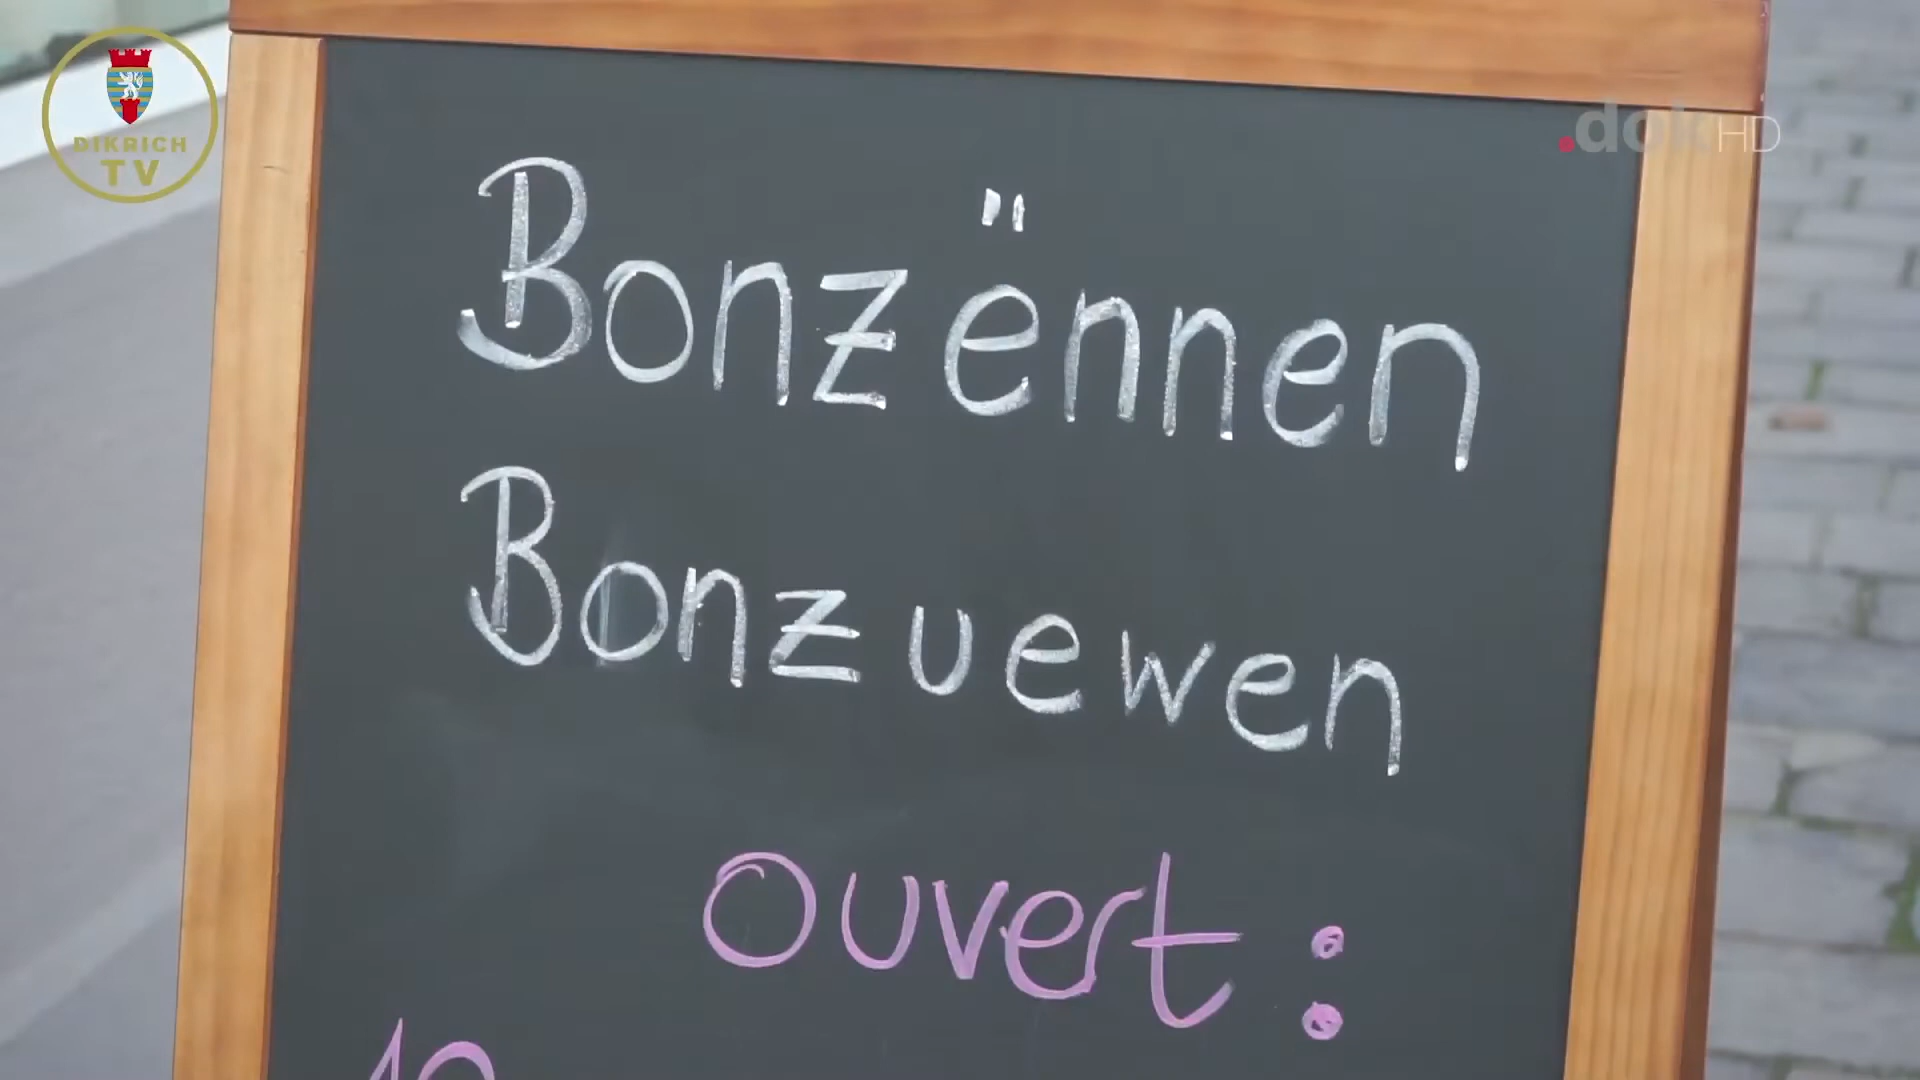 DIKRICH
TV
.dok HD
Bonzënnen
Bonzuewen
ouvert :